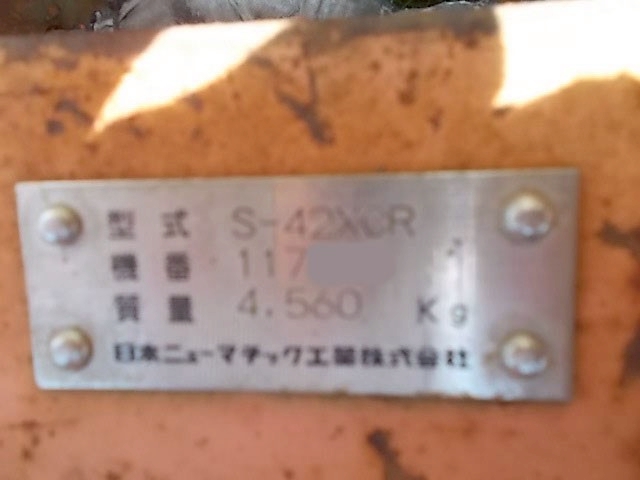 型式 S-42XCR
機番 117
質量 4.560 Kg
日本ニューマチック工業株式会社